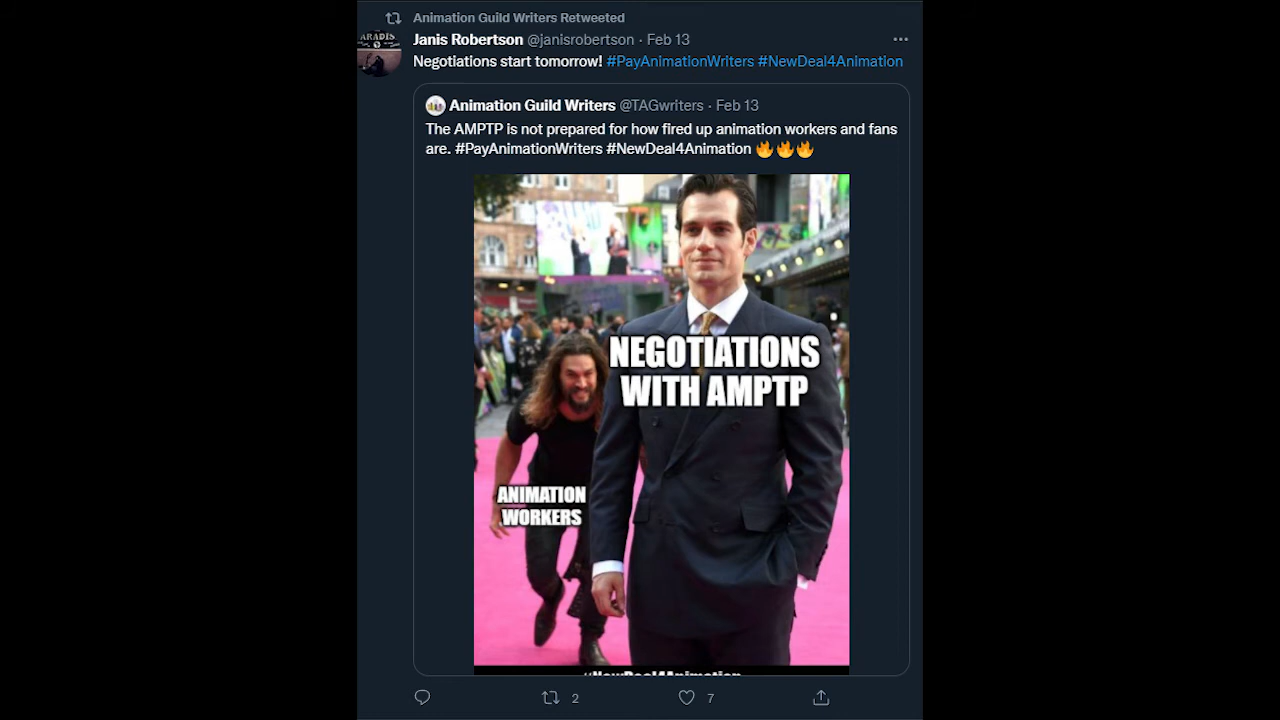 Animation Guild Writers Retweeted
Janis Robertson @janisrobertson · Feb 13
Negotiations start tomorrow! #PayAnimationWriters #NewDeal4Animation
Animation Guild Writers @TAGwriters · Feb 13
The AMPTP is not prepared for how fired up animation workers and fans
are. #PayAnimationWriters #NewDeal4Animation 🔥🔥🔥
NEGOTIATIONS
WITH AMPTP
ANIMATION
WORKERS
#NewDeal4Animation
2
7